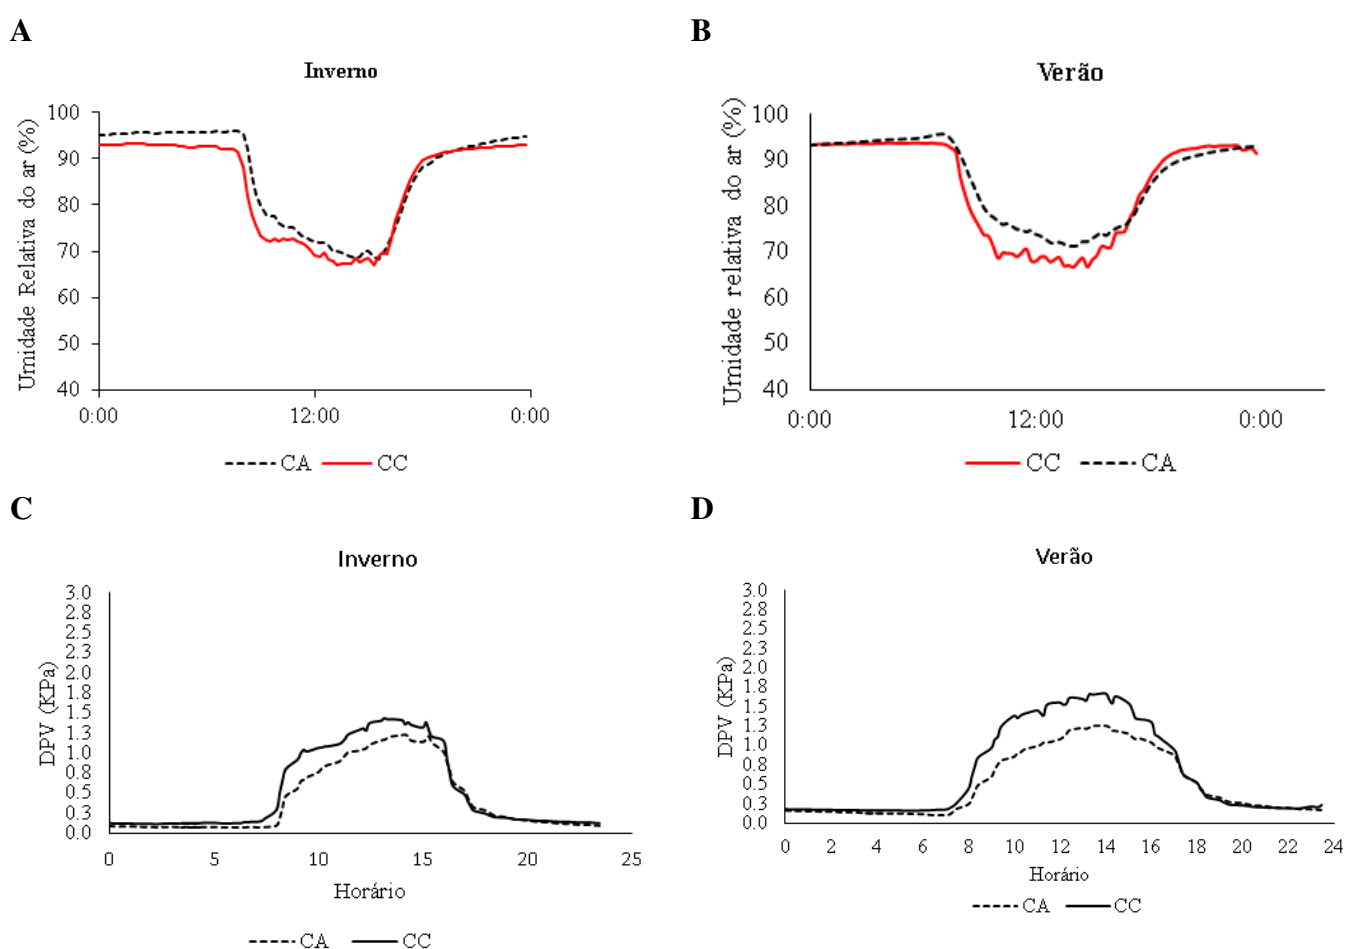 A
Inverno
Umidade Relativa do ar (%)
100
90
80
70
60
50
40
0:00 12:00 0:00
CA CC
B
Verão
Umidade relativa do ar (%)
100
90
80
70
60
50
40
0:00 12:00 0:00
CC CA
C
Inverno
DPV (KPa)
3.0
2.8
2.5
2.3
2.0
1.8
1.5
1.3
1.0
0.8
0.5
0.3
0.0
0 5 10 15 20 25
Horário
CA CC
D
Verão
DPV (KPa)
3.0
2.8
2.5
2.3
2.0
1.8
1.5
1.3
1.0
0.8
0.5
0.3
0.0
0 2 4 6 8 10 12 14 16 18 20 22 24
Horário
CA CC